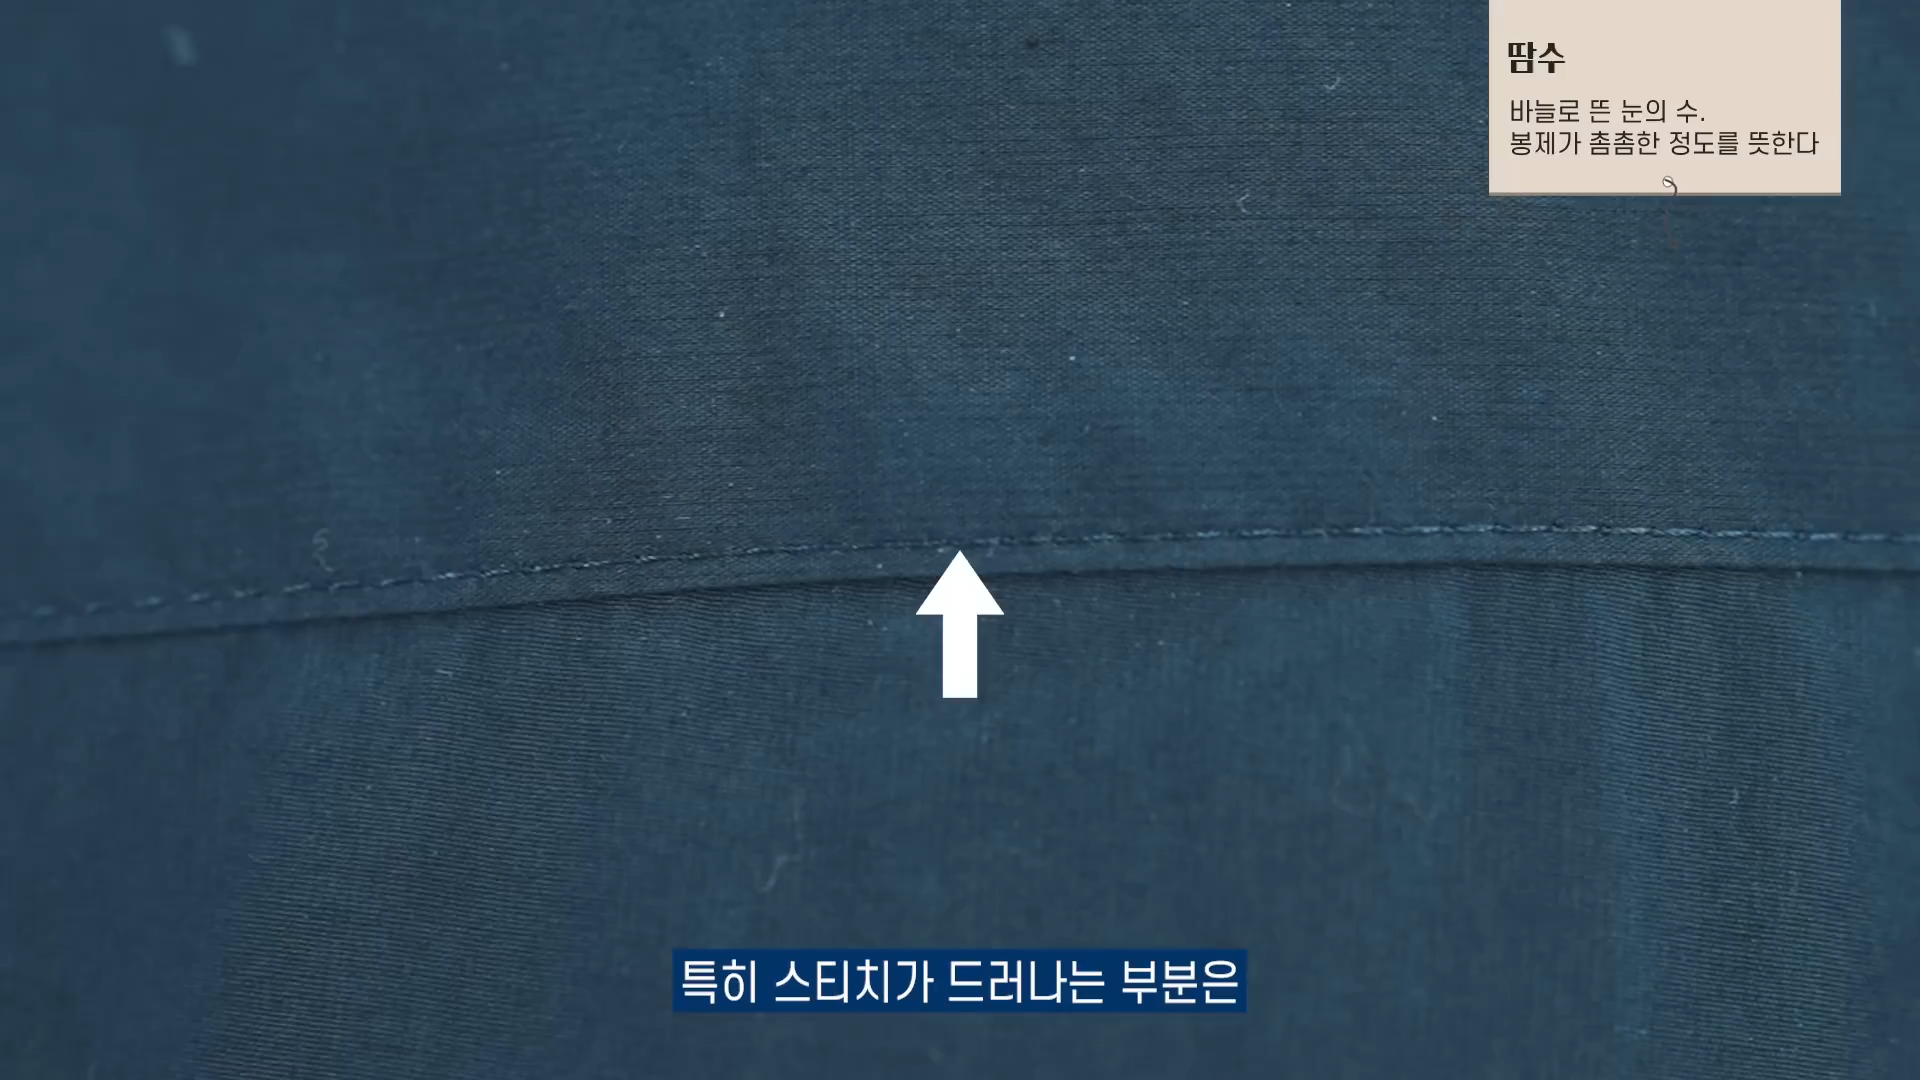 땀수
바늘로 뜬 눈의 수.
봉제가 촘촘한 정도를 뜻한다
특히 스티치가 드러나는 부분은